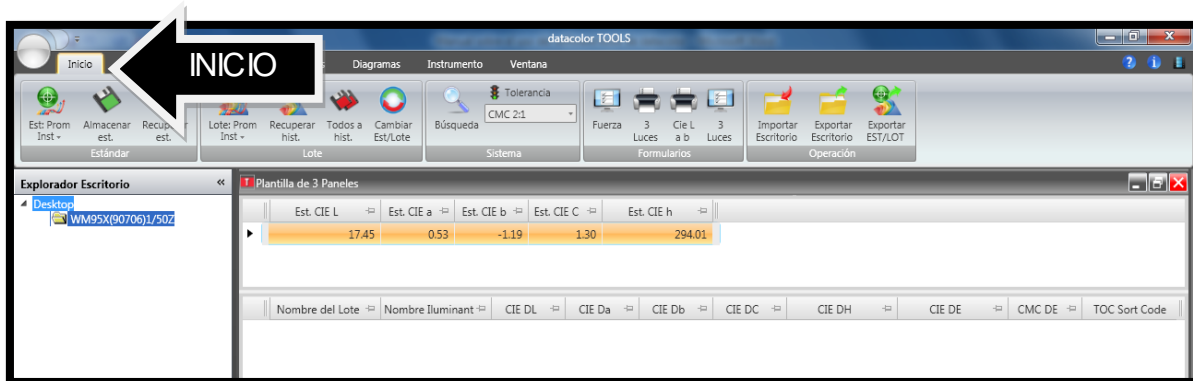 datacolor TOOLS
INICIO
Inicio Diagramas Instrumento Ventana
Est: Prom Inst Almacenar est. est. Lote: Prom Inst Recuperar hist. Todos a hist. Cambiar Est/Lote Búsqueda Tolerancia CMC 2:1 Fuerza 3 Luces Cie L a b 3 Luces Importar Escritorio Exportar Escritorio Exportar EST/LOT
Estándar Lote Sistema Formularios Operación
Explorador Escritorio «
Plantilla de 3 Paneles
Desktop
WM95X(90706)1/50Z
Est. CIE L Est. CIE a Est. CIE b Est. CIE C Est. CIE h
17.45 0.53 -1.19 1.30 294.01
Nombre del Lote Nombre Iluminant CIE DL CIE Da CIE Db CIE DC CIE DH CIE DE CMC DE TOC Sort Code